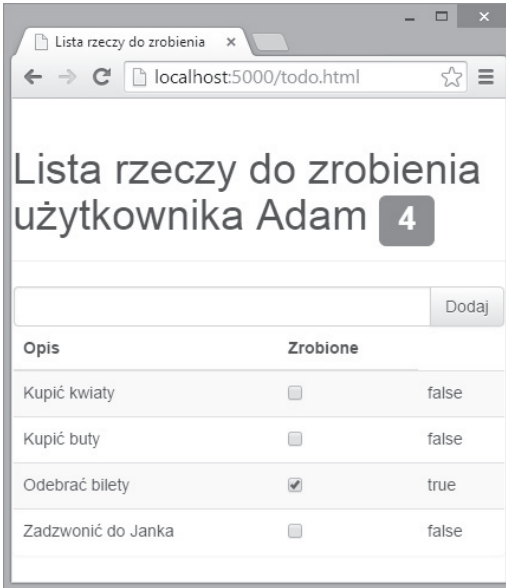 Lista rzeczy do zrobienia
localhost:5000/todo.html
Lista rzeczy do zrobienia
użytkownika Adam 4
Dodaj
Opis Zrobione
Kupić kwiaty false
Kupić buty false
Odebrać bilety true
Zadzwonić do Janka false